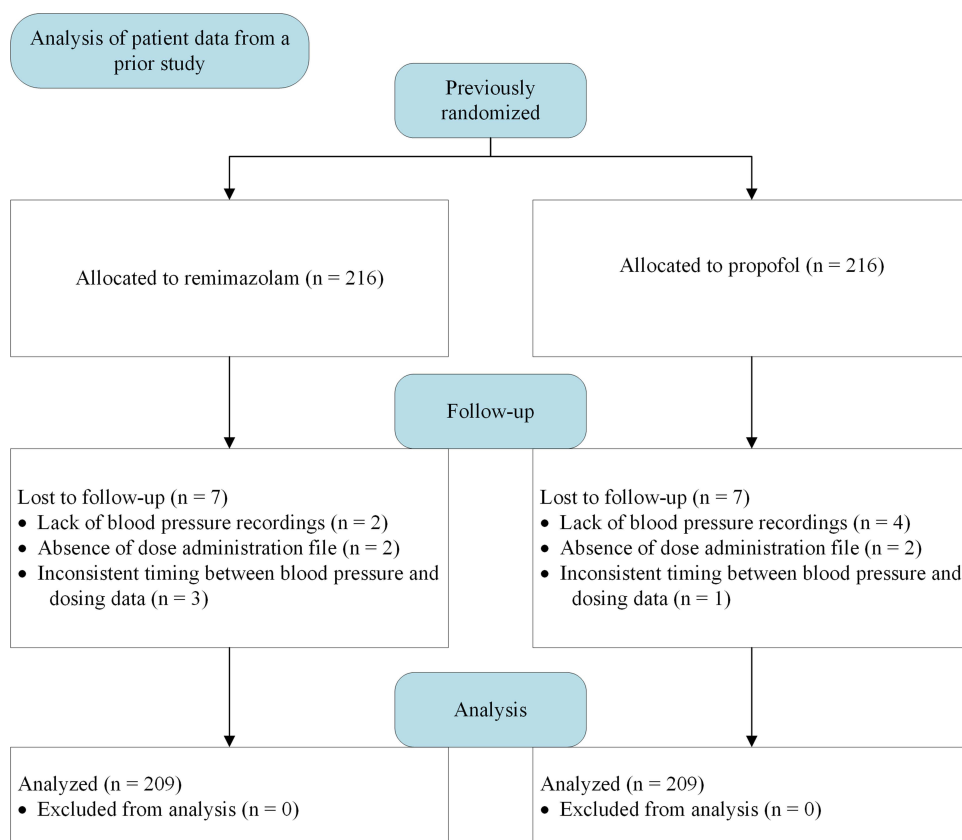 Analysis of patient data from a
prior study
Previously
randomized
Allocated to remimazolam (n = 216)
Allocated to propofol (n = 216)
Follow-up
Lost to follow-up (n = 7)
• Lack of blood pressure recordings (n = 2)
• Absence of dose administration file (n = 2)
• Inconsistent timing between blood pressure and
dosing data (n = 3)
Lost to follow-up (n = 7)
• Lack of blood pressure recordings (n = 4)
• Absence of dose administration file (n = 2)
• Inconsistent timing between blood pressure and
dosing data (n = 1)
Analysis
Analyzed (n = 209)
• Excluded from analysis (n = 0)
Analyzed (n = 209)
• Excluded from analysis (n = 0)